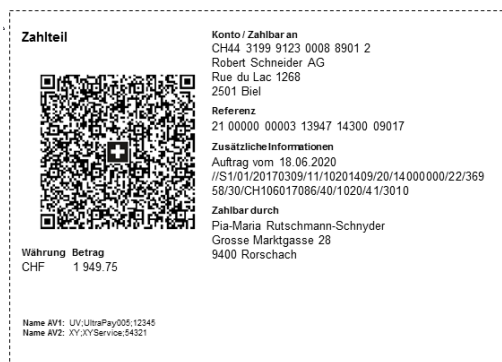 Zahlteil
Währung Betrag
CHF 1 949.75
Name AV1: UV;UltraPay005;12345
Name AV2: XY;XYService;54321
Konto / Zahlbar an
CH44 3199 9123 0008 8901 2
Robert Schneider AG
Rue du Lac 1268
2501 Biel
Referenz
21 00000 00003 13947 14300 09017
Zusätzliche Informationen
Auftrag vom 18.06.2020
//S1/01/20170309/11/10201409/20/14000000/22/369
58/30/CH106017086/40/1020/41/3010
Zahlbar durch
Pia-Maria Rutschmann-Schnyder
Grosse Marktgasse 28
9400 Rorschach